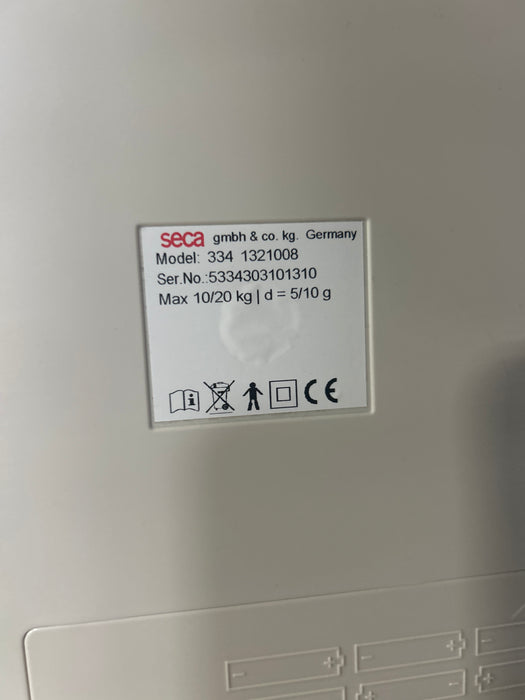 seca gmbh & co. kg. Germany
Model: 334 1321008
Ser.No.:5334303101310
Max 10/20 kg | d = 5/10 g
i CE